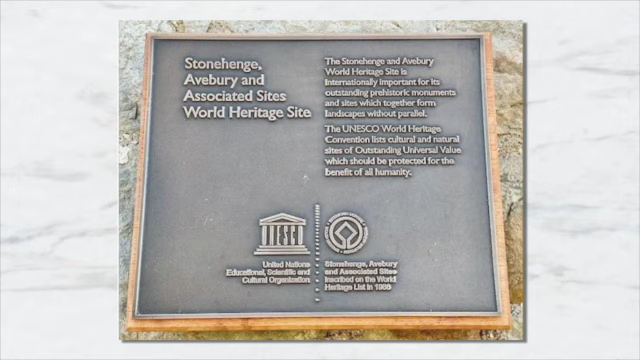 Stonehenge,
Avebury and
Associated Sites
World Heritage Site
The Stonehenge and Avebury
World Heritage Site is
internationally important for its
outstanding prehistoric monuments
and sites which together form
landscapes without parallel.
The UNESCO World Heritage
Convention lists cultural and natural
sites of Outstanding Universal Value
which should be protected for the
benefit of all humanity.
UNESCO
United Nations
Educational, Scientific and
Cultural Organization
Stonehenge, Avebury
and Associated Sites
Inscribed on the World
Heritage List in